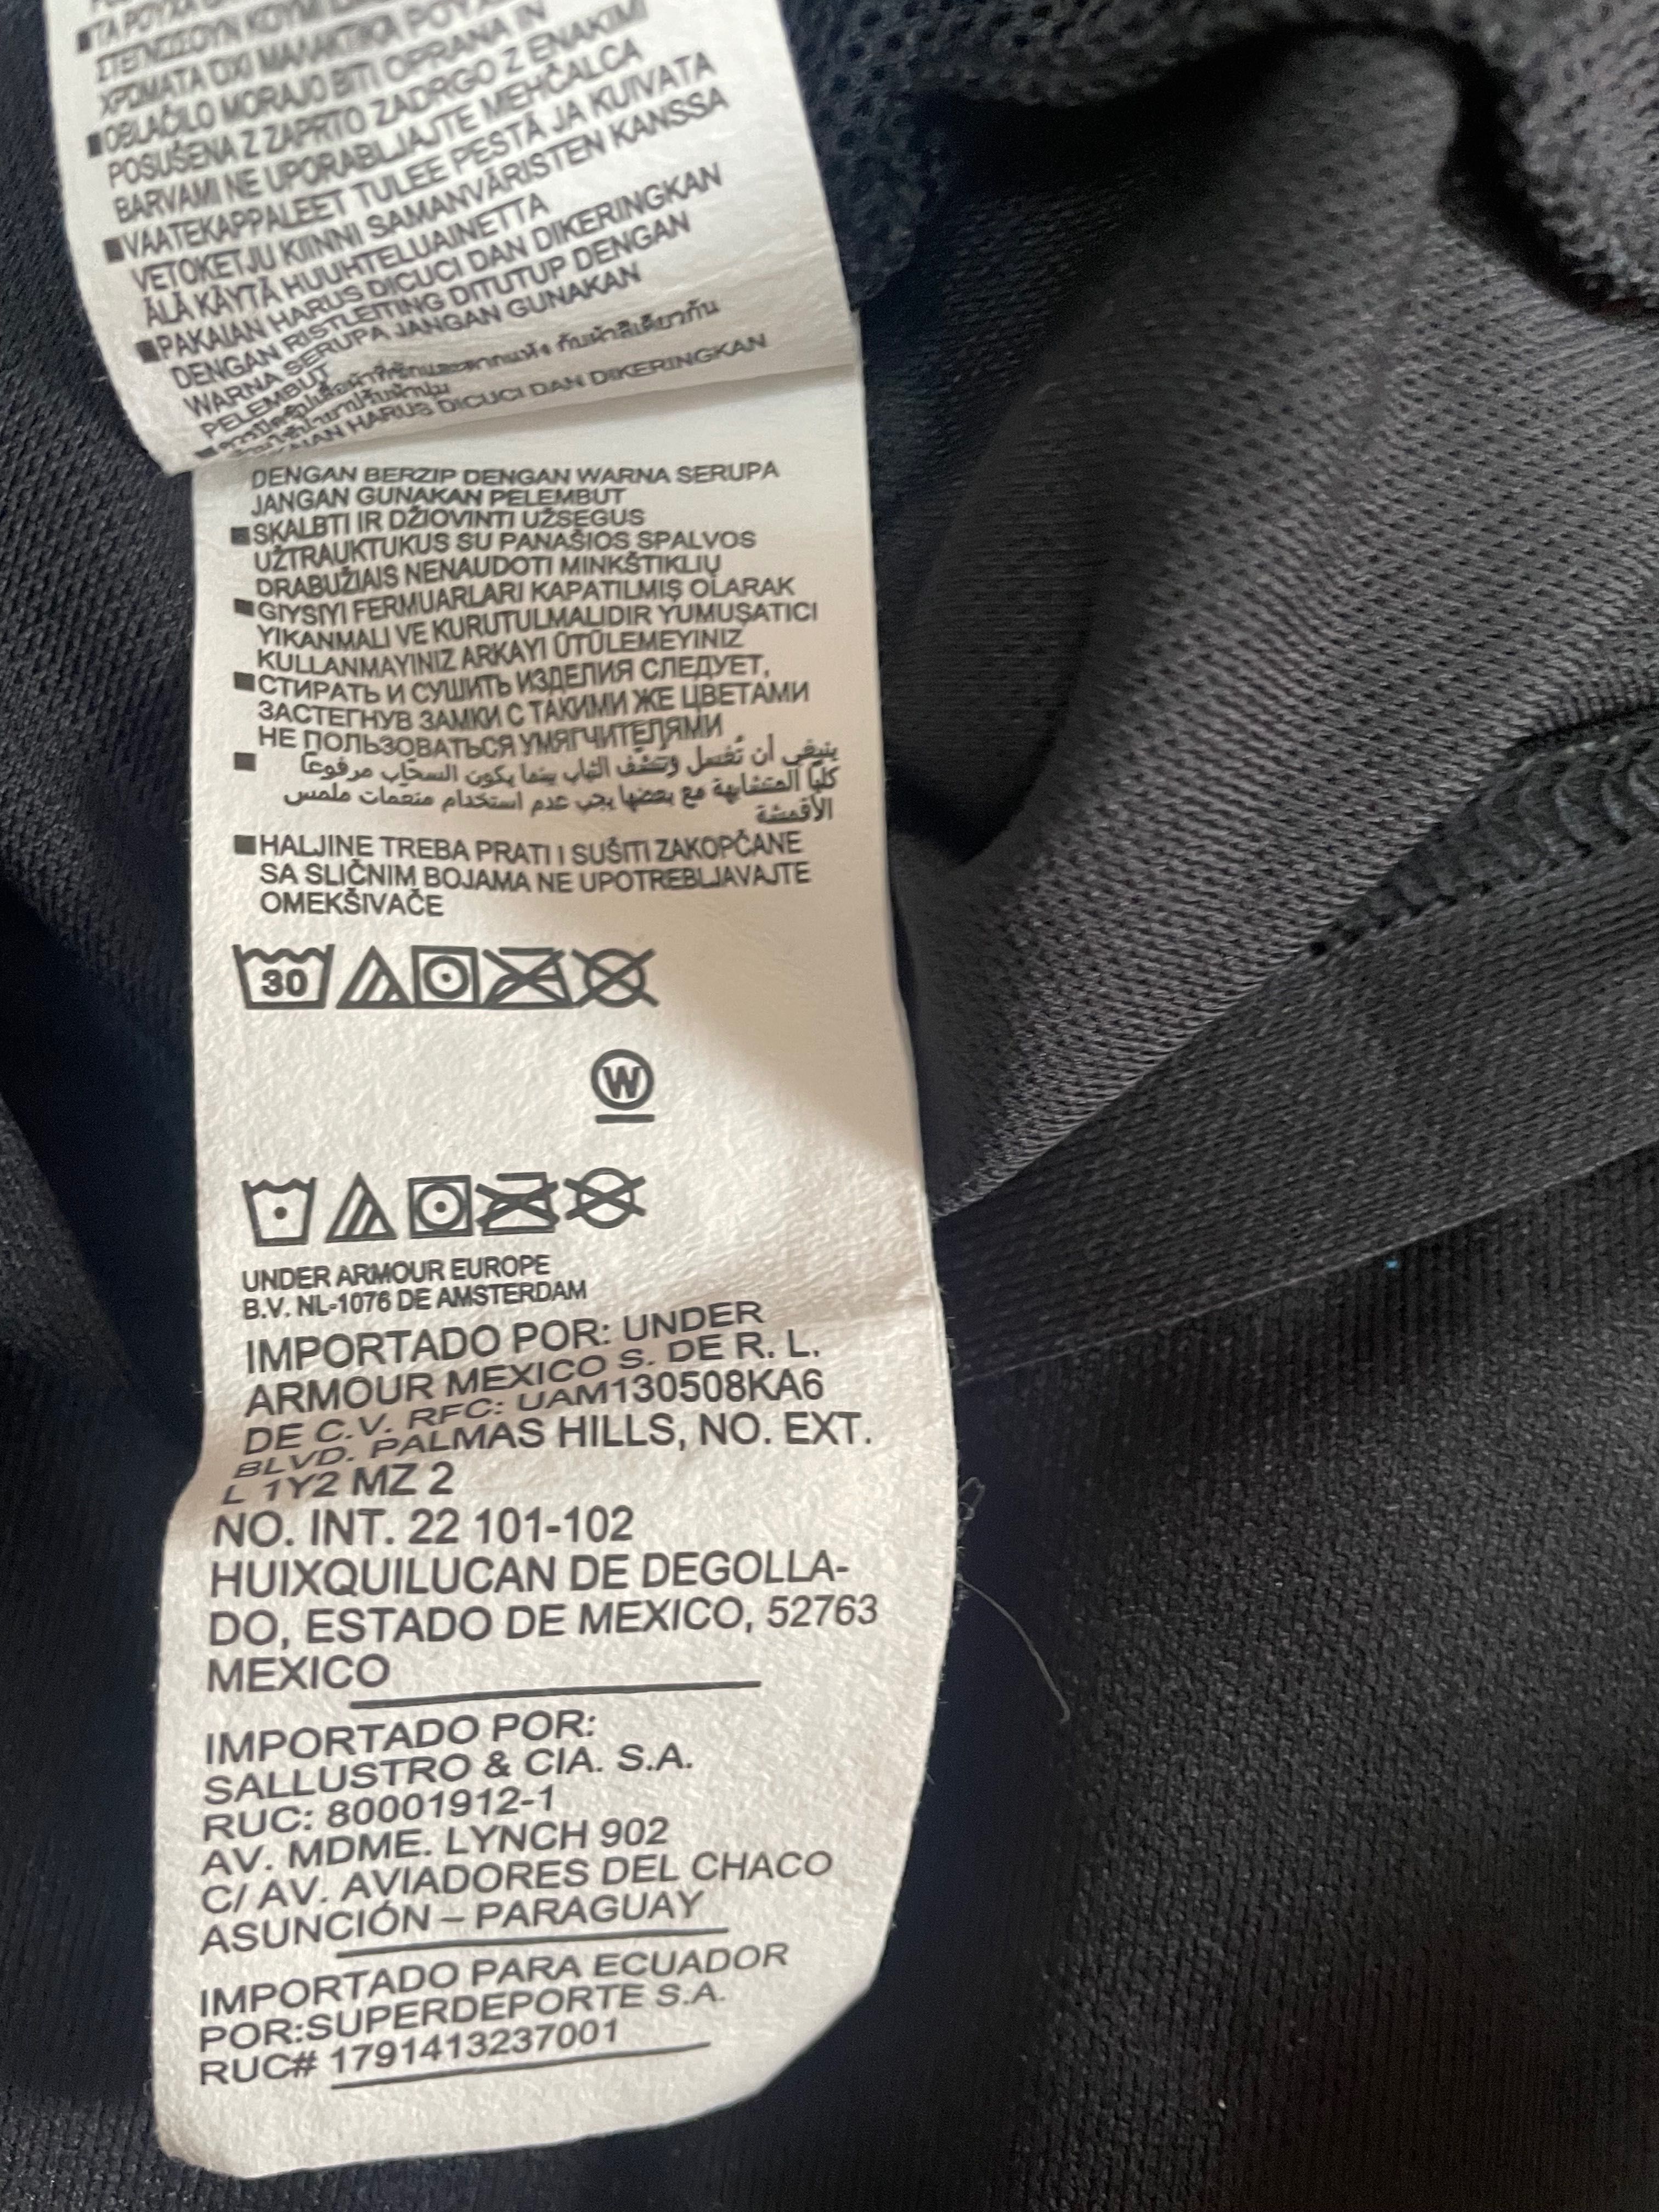 ■ΤΑ ΡΟΥΧΑ
ΧΡΩΜΑΤΑ ΟΧΙ ΜΑΛΑΚΤΙΚΑ
■OBLAČILO MORAJO BITI OPRANA IN
POSUŠENA Z ZAPRTO ZADRGO Z ENAKIMI
BARVAMI NE UPORABLJAJTE MEHČALCA
■VAATEKAPPALEET TULEE PESTÄ JA KUIVATA
VETOKETJU KIINNI SAMANVÄRISTEN KANSSA
ÄLÄ KÄYTÄ HUUHTELUAINETTA
■PAKAIAN HARUS DICUCI DAN DIKERINGKAN
DENGAN RISTLEITING DITUTUP DENGAN
WARNA SERUPA JANGAN GUNAKAN
PELEMBUT
HARUS DICUCI DAN DIKERINGKAN
DENGAN BERZIP DENGAN WARNA SERUPA
JANGAN GUNAKAN PELEMBUT
■SKALBTI IR DŽIOVINTI UŽSEGUS
UŽTRAUKTUKUS SU PANAŠIOS SPALVOS
DRABUŽIAIS NENAUDOTI MINKŠTIKLIŲ
■GIYSIYI FERMUARLARI KAPATILMIŞ OLARAK
YIKANMALI VE KURUTULMALIDIR YUMUŞATICI
KULLANMAYINIZ ARKAYI ÜTÜLEMEYINIZ
■СТИРАТЬ И СУШИТЬ ИЗДЕЛИЯ СЛЕДУЕТ,
ЗАСТЕГНУВ ЗАМКИ С ТАКИМИ ЖЕ ЦВЕТАМИ
НЕ ПОЛЬЗОВАТЬСЯ УМЯГЧИТЕЛЯМИ
■ ينبغي أن تُغسل وتنشف الثياب بينما يكون السحّاب مرفوعاً
كليًا المتشابهة مع بعضها يجب عدم استخدام منعمات ملمس
الأقمشة
■HALJINE TREBA PRATI I SUŠITI ZAKOPČANE
SA SLIČNIM BOJAMA NE UPOTREBLJAVAJTE
OMEKŠIVAČE
30
W
UNDER ARMOUR EUROPE
B.V. NL-1076 DE AMSTERDAM
IMPORTADO POR: UNDER
ARMOUR MEXICO S. DE R. L.
DE C.V. RFC: UAM130508KA6
BLVD. PALMAS HILLS, NO. EXT.
L 1Y2 MZ 2
NO. INT. 22 101-102
HUIXQUILUCAN DE DEGOLLA-
DO, ESTADO DE MEXICO, 52763
MEXICO
IMPORTADO POR:
SALLUSTRO & CIA. S.A.
RUC: 80001912-1
AV. MDME. LYNCH 902
C/ AV. AVIADORES DEL CHACO
ASUNCIÓN – PARAGUAY
IMPORTADO PARA ECUADOR
POR:SUPERDEPORTE S.A.
RUC# 1791413237001